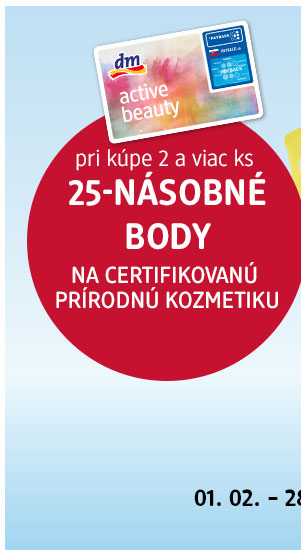 dm
active
beauty
PAYBACK
pri kúpe 2 a viac ks
25-NÁSOBNÉ
BODY
NA CERTIFIKOVANÚ
PRÍRODNÚ KOZMETIKU
01. 02. – 28